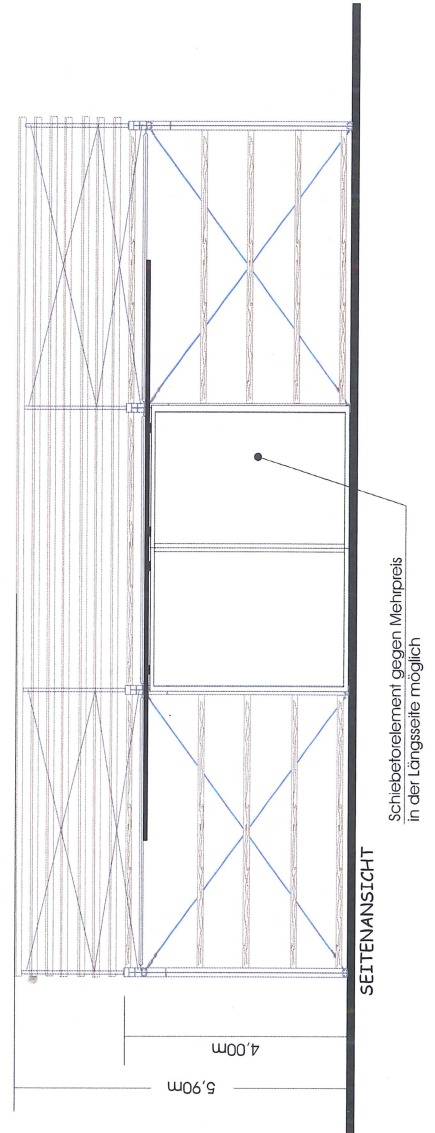 5,90m
4,00m
SEITENANSICHT
Schiebetorelement gegen Mehrpreis
in der Längsseite möglich